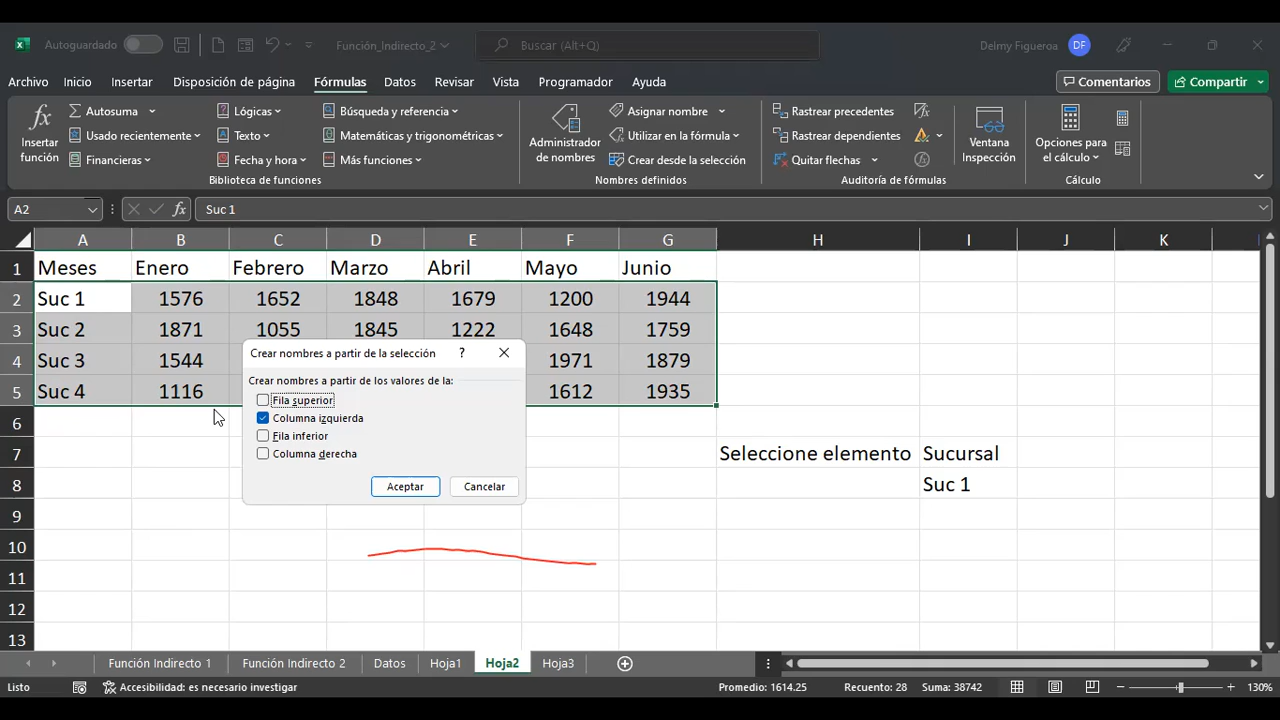 Autoguardado Función_Indirecto_2 Buscar (Alt+Q) Delmy Figueroa DF
Archivo Inicio Insertar Disposición de página Fórmulas Datos Revisar Vista Programador Ayuda Comentarios Compartir
Insertar función
Autosuma
Usado recientemente
Financieras
Lógicas
Texto
Fecha y hora
Búsqueda y referencia
Matemáticas y trigonométricas
Más funciones
Biblioteca de funciones
Administrador de nombres
Asignar nombre
Utilizar en la fórmula
Crear desde la selección
Nombres definidos
Rastrear precedentes
Rastrear dependientes
Quitar flechas
Auditoría de fórmulas
Ventana Inspección
Opciones para el cálculo
Cálculo
A2 fx Suc 1
A B C D E F G H I J K
1 Meses Enero Febrero Marzo Abril Mayo Junio
2 Suc 1 1576 1652 1848 1679 1200 1944
3 Suc 2 1871 1055 1845 1222 1648 1759
4 Suc 3 1544 1971 1879
5 Suc 4 1116 1612 1935
6
7 Seleccione elemento Sucursal
8 Suc 1
9
10
11
12
13
Crear nombres a partir de la selección ?
Crear nombres a partir de los valores de la:
Fila superior
Columna izquierda
Fila inferior
Columna derecha
Aceptar Cancelar
Función Indirecto 1 Función Indirecto 2 Datos Hoja1 Hoja2 Hoja3
Listo Accesibilidad: es necesario investigar Promedio: 1614.25 Recuento: 28 Suma: 38742 130%